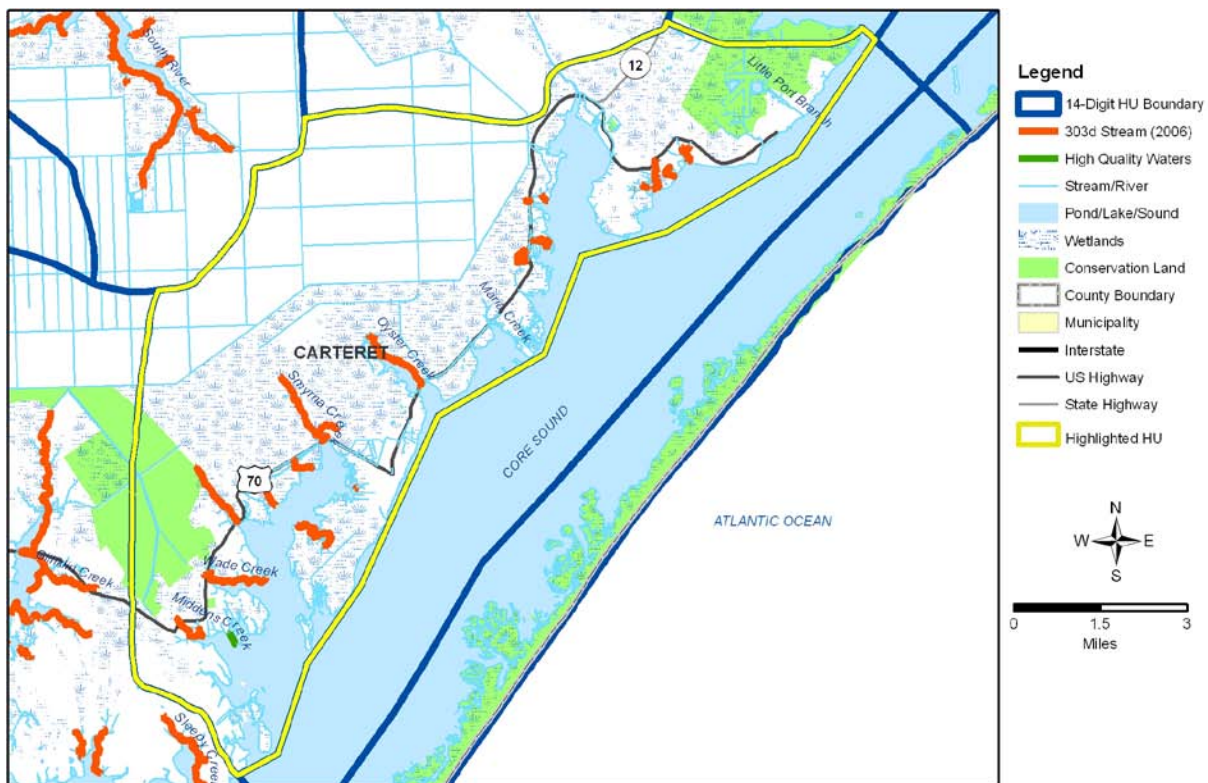 South River
12
Little Port Branch
Maria Creek
Oyster Creek
CARTERET
Smyrna Creek
CORE SOUND
70
ATLANTIC OCEAN
Wade Creek
Middens Creek
Sleepy Creek
Legend
14-Digit HU Boundary
303d Stream (2006)
High Quality Waters
Stream/River
Pond/Lake/Sound
Wetlands
Conservation Land
County Boundary
Municipality
Interstate
US Highway
State Highway
Highlighted HU
N
W E
S
0 1.5 3
Miles